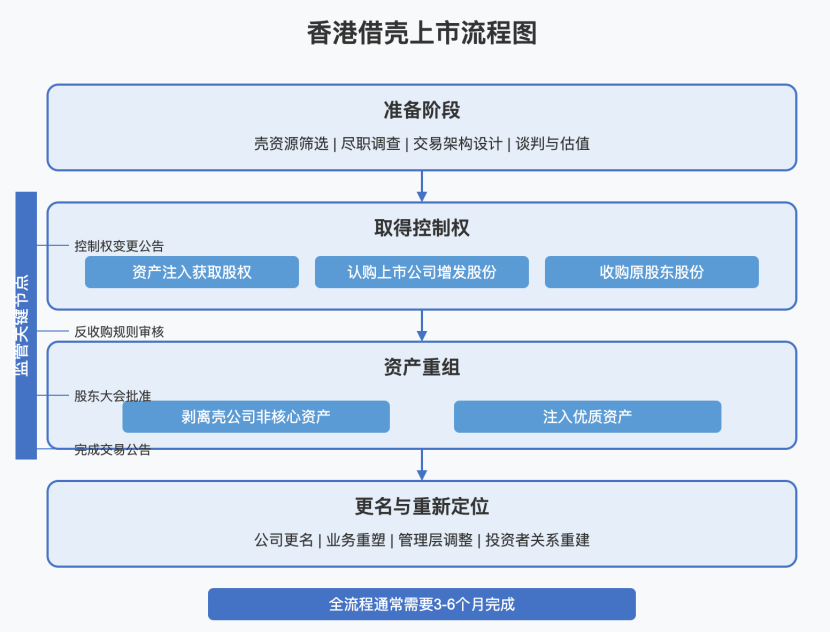 香港借壳上市流程图
准备阶段
壳资源筛选 | 尽职调查 | 交易架构设计 | 谈判与估值
监管关键节点
取得控制权
控制权变更公告
资产注入获取股权
认购上市公司增发股份
收购原股东股份
反收购规则审核
资产重组
股东大会批准
剥离壳公司非核心资产
注入优质资产
完成交易公告
更名与重新定位
公司更名 | 业务重塑 | 管理层调整 | 投资者关系重建
全流程通常需要3-6个月完成